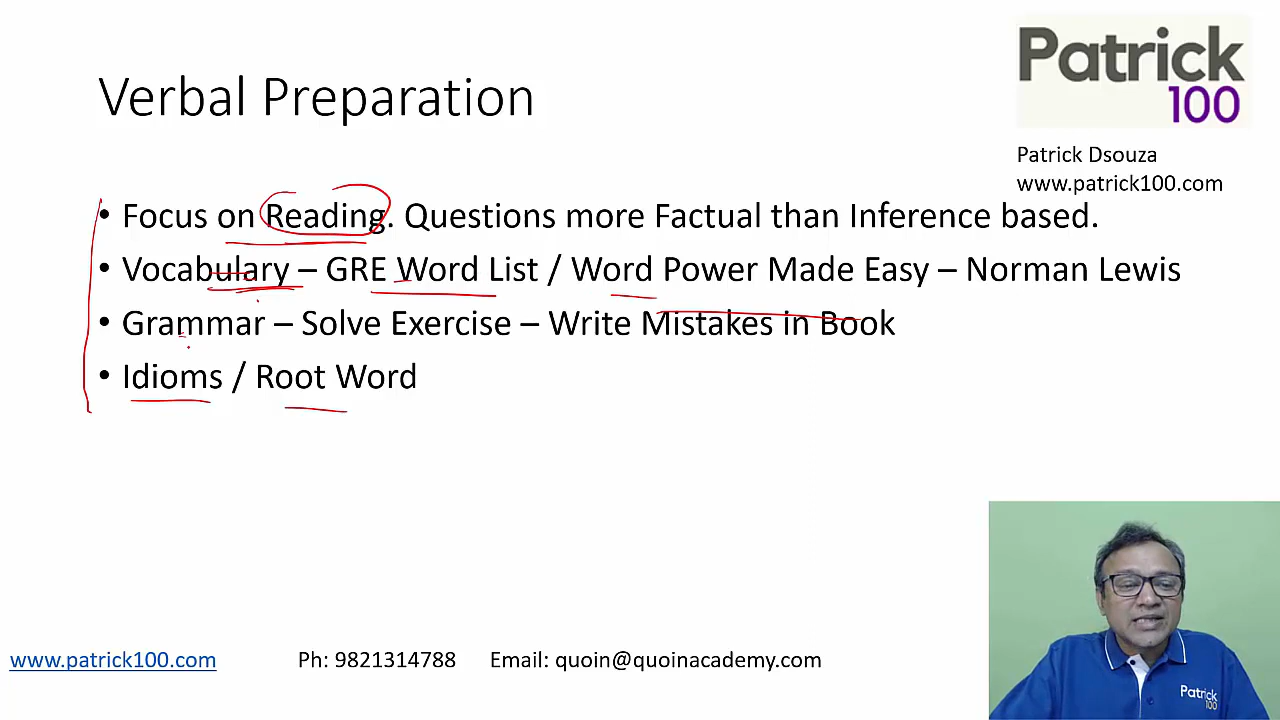 Patrick
100
Verbal Preparation
Patrick Dsouza
www.patrick100.com
• Focus on Reading. Questions more Factual than Inference based.
• Vocabulary – GRE Word List / Word Power Made Easy – Norman Lewis
• Grammar – Solve Exercise – Write Mistakes in Book
• Idioms / Root Word
www.patrick100.com Ph: 9821314788 Email: quoin@quoinacademy.com
Patrick
100